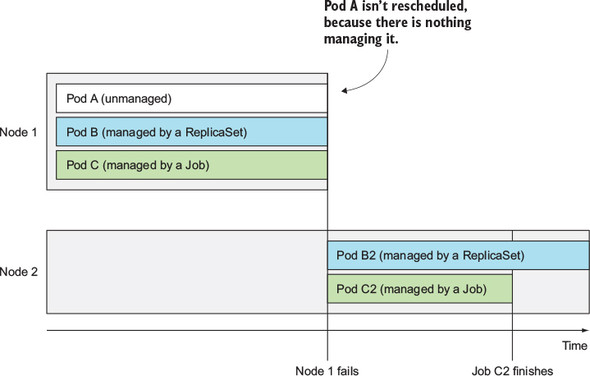 Pod A isn’t rescheduled,
because there is nothing
managing it.
Node 1
Pod A (unmanaged)
Pod B (managed by a ReplicaSet)
Pod C (managed by a Job)
Node 2
Pod B2 (managed by a ReplicaSet)
Pod C2 (managed by a Job)
Time
Node 1 fails
Job C2 finishes